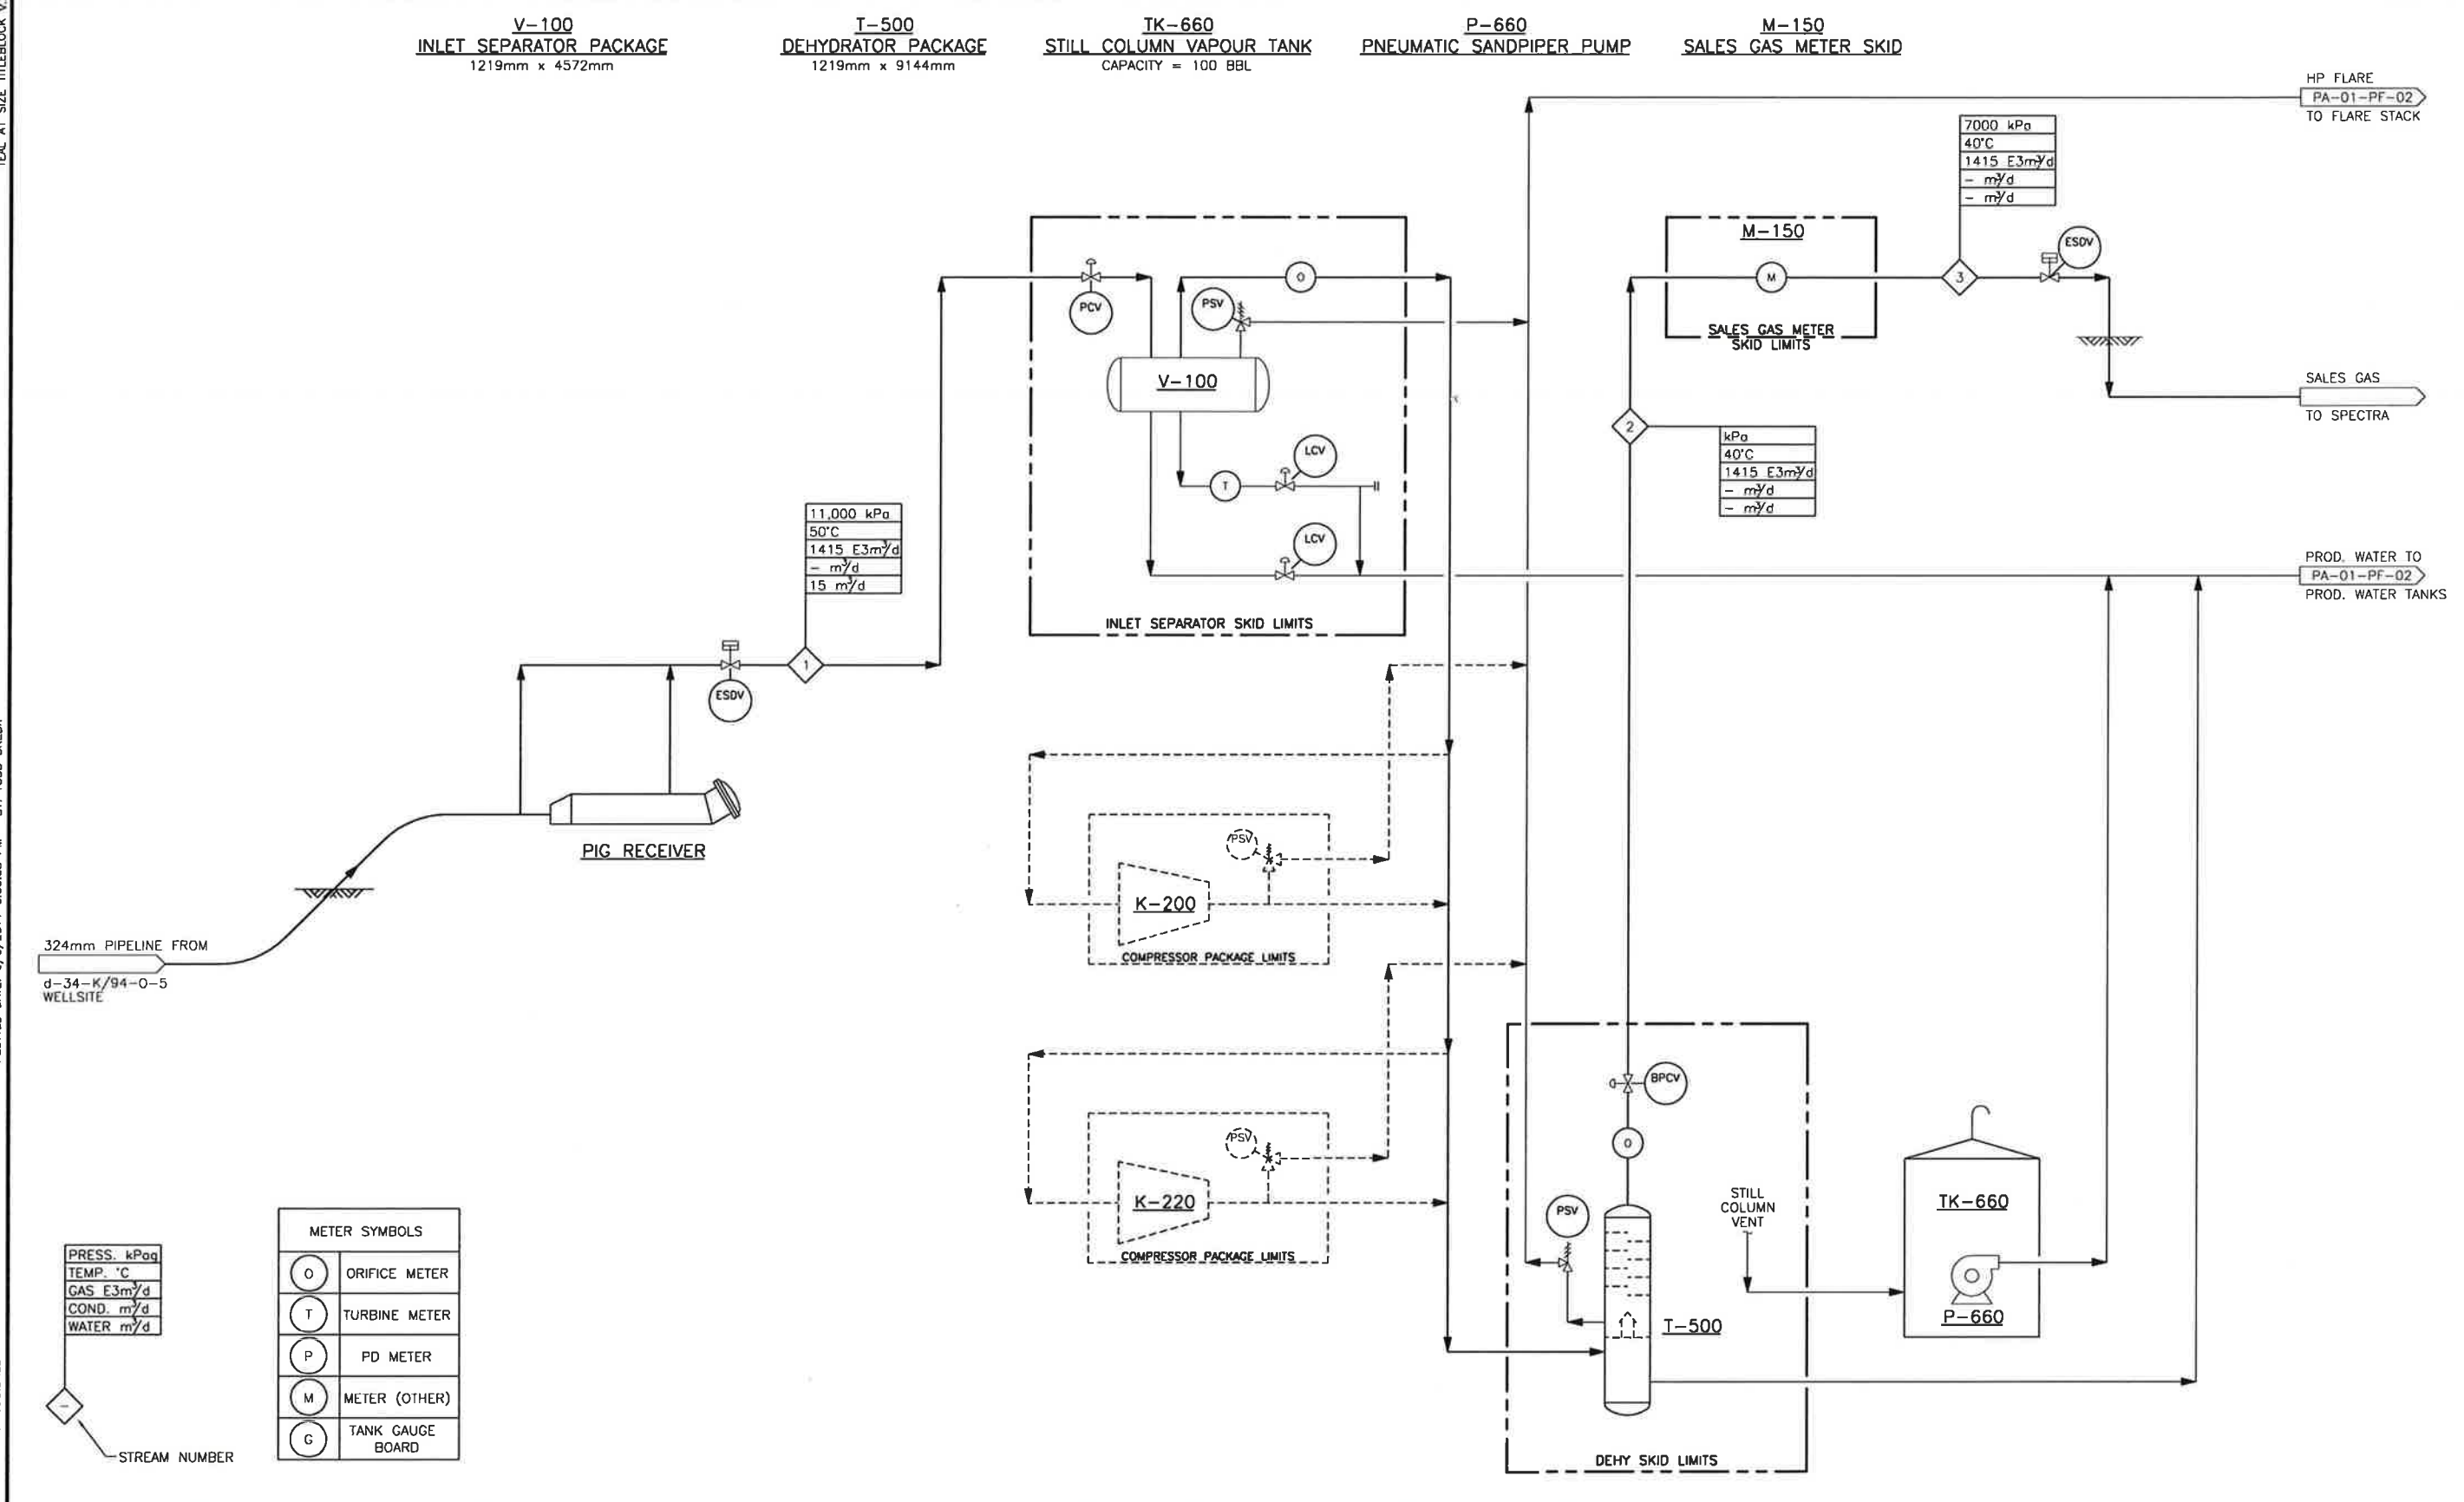 V-100
INLET SEPARATOR PACKAGE
1219mm x 4572mm
T-500
DEHYDRATOR PACKAGE
1219mm x 9144mm
TK-660
STILL COLUMN VAPOUR TANK
CAPACITY = 100 BBL
P-660
PNEUMATIC SANDPIPER PUMP
M-150
SALES GAS METER SKID
HP FLARE
PA-01-PF-02
TO FLARE STACK
7000 kPa
40°C
1415 E3m³/d
- m³/d
- m³/d
M-150
M
SALES GAS METER
SKID LIMITS
3
ESDV
SALES GAS
TO SPECTRA
PCV
PSV
O
V-100
LCV
T
LCV
INLET SEPARATOR SKID LIMITS
2
kPa
40°C
1415 E3m³/d
- m³/d
- m³/d
PROD. WATER TO
PA-01-PF-02
PROD. WATER TANKS
11,000 kPa
50°C
1415 E3m³/d
- m³/d
15 m³/d
1
ESDV
PIG RECEIVER
324mm PIPELINE FROM
d-34-K/94-O-5
WELLSITE
PSV
K-200
COMPRESSOR PACKAGE LIMITS
PSV
K-220
COMPRESSOR PACKAGE LIMITS
BPCV
O
PSV
T-500
STILL
COLUMN
VENT
TK-660
P-660
DEHY SKID LIMITS
PRESS. kPag
TEMP. °C
GAS E3m³/d
COND. m³/d
WATER m³/d
STREAM NUMBER
METER SYMBOLS
O ORIFICE METER
T TURBINE METER
P PD METER
M METER (OTHER)
G TANK GAUGE
BOARD